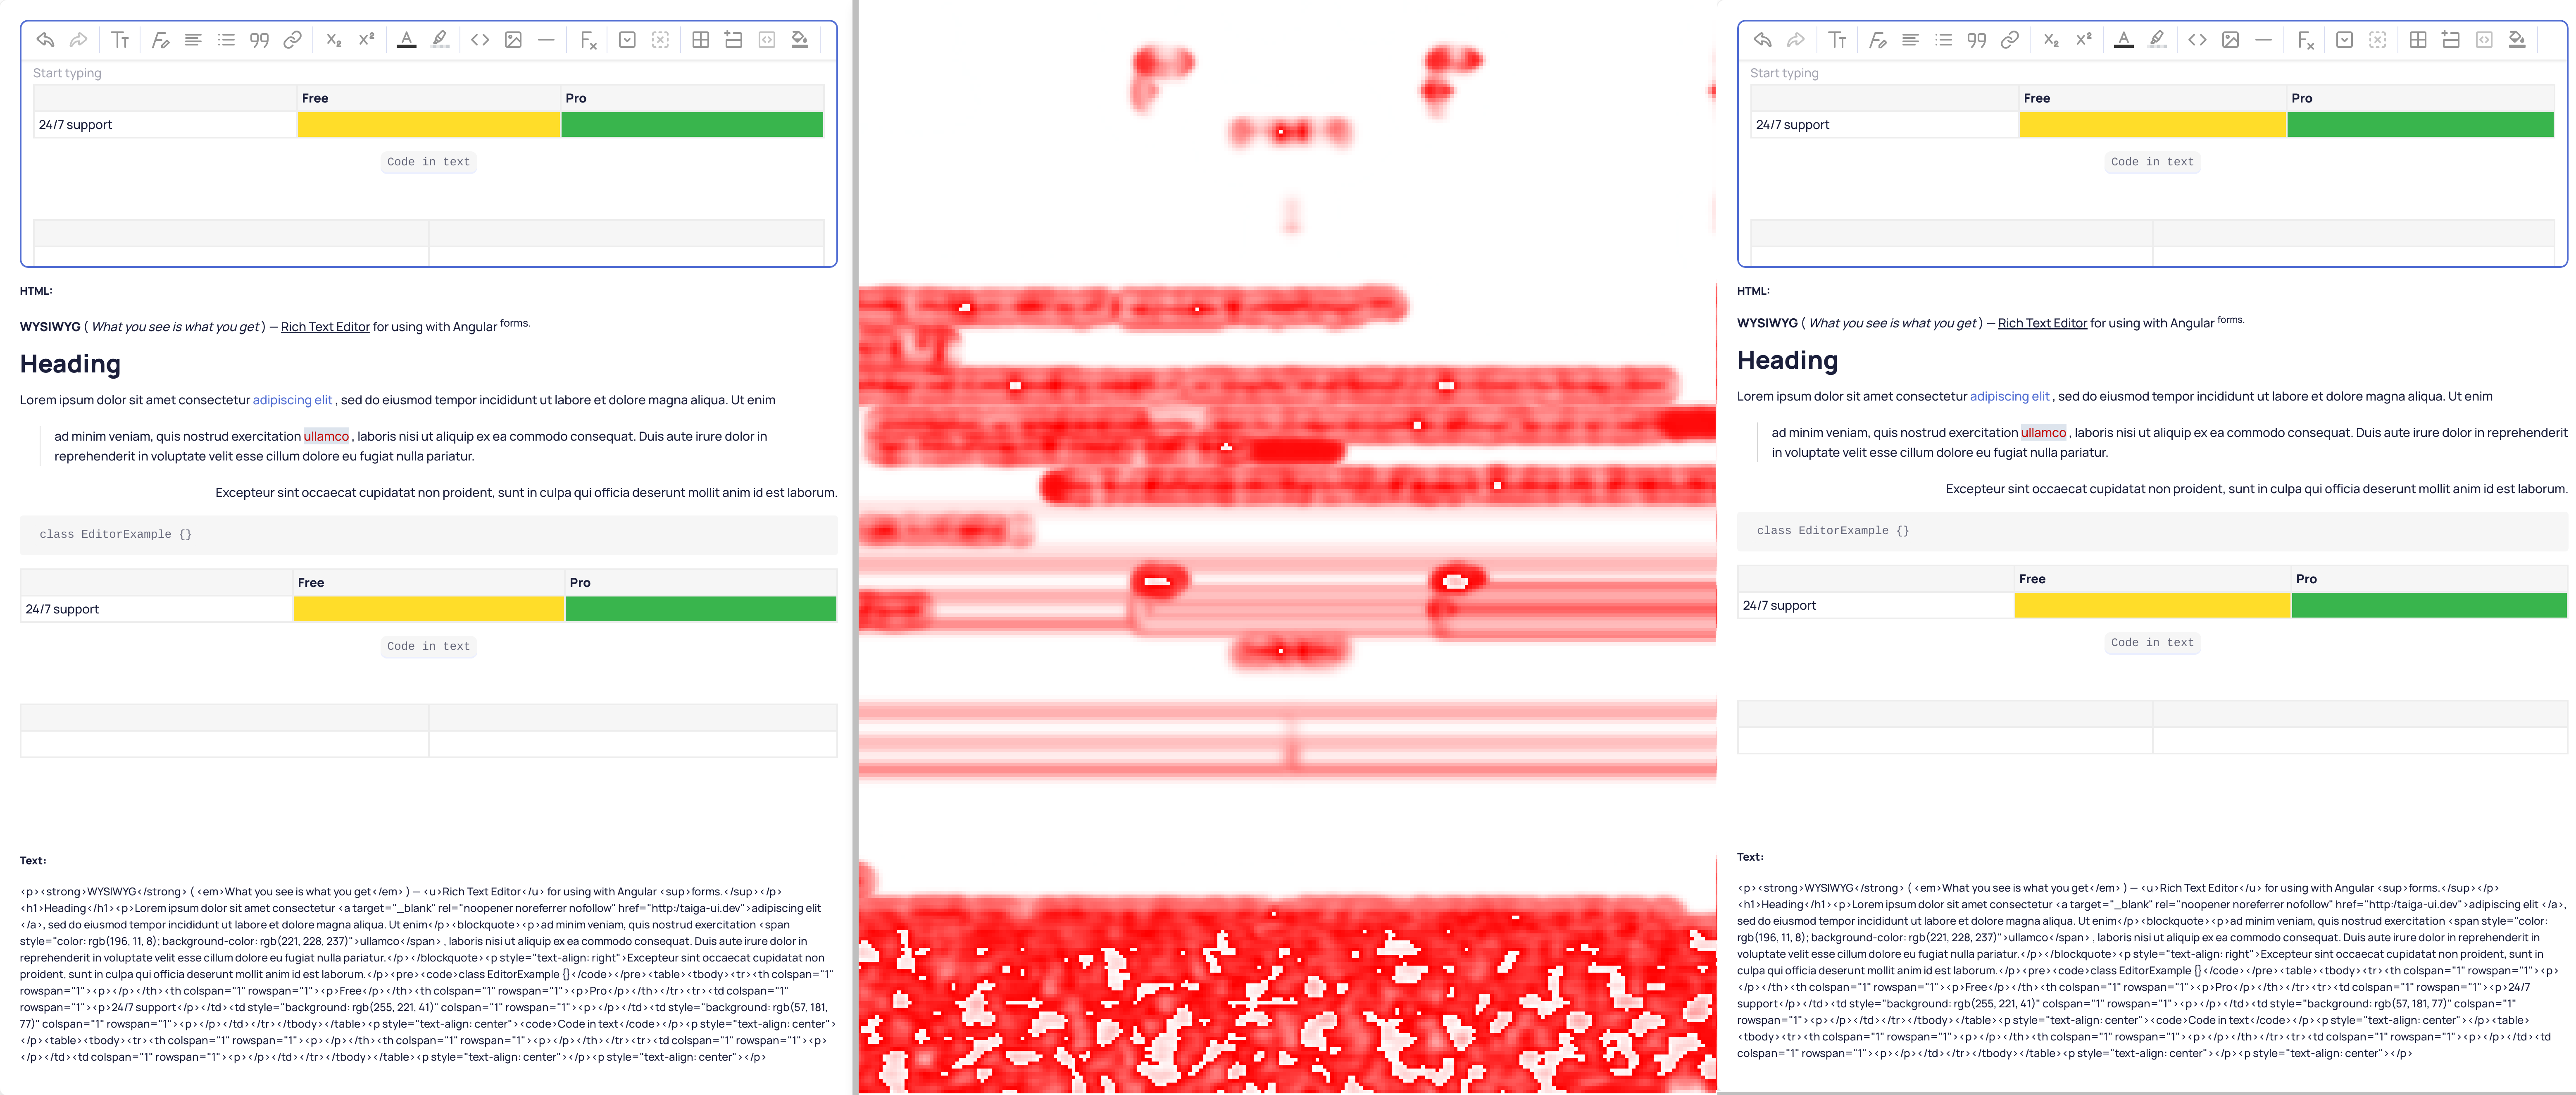 Start typing
Free Pro
24/7 support
Code in text
HTML:
WYSIWYG ( What you see is what you get ) — Rich Text Editor for using with Angular forms.
Heading
Lorem ipsum dolor sit amet consectetur adipiscing elit , sed do eiusmod tempor incididunt ut labore et dolore magna aliqua. Ut enim
ad minim veniam, quis nostrud exercitation ullamco , laboris nisi ut aliquip ex ea commodo consequat. Duis aute irure dolor in
reprehenderit in voluptate velit esse cillum dolore eu fugiat nulla pariatur.
Excepteur sint occaecat cupidatat non proident, sunt in culpa qui officia deserunt mollit anim id est laborum.
class EditorExample {}
Free Pro
24/7 support
Code in text
Text:
<p><strong>WYSIWYG</strong> ( <em>What you see is what you get</em> ) — <u>Rich Text Editor</u> for using with Angular <sup>forms.</sup></p>
<h1>Heading</h1><p>Lorem ipsum dolor sit amet consectetur <a target="_blank" rel="noopener noreferrer nofollow" href="http:/taiga-ui.dev">adipiscing elit
</a>, sed do eiusmod tempor incididunt ut labore et dolore magna aliqua. Ut enim</p><blockquote><p>ad minim veniam, quis nostrud exercitation <span
style="color: rgb(196, 11, 8); background-color: rgb(221, 228, 237)">ullamco</span> , laboris nisi ut aliquip ex ea commodo consequat. Duis aute irure dolor in
reprehenderit in voluptate velit esse cillum dolore eu fugiat nulla pariatur.</p></blockquote><p style="text-align: right">Excepteur sint occaecat cupidatat non
proident, sunt in culpa qui officia deserunt mollit anim id est laborum.</p><pre><code>class EditorExample {}</code></pre><table><tbody><tr><th colspan="1"
rowspan="1"><p></p></th><th colspan="1" rowspan="1"><p>Free</p></th><th colspan="1" rowspan="1"><p>Pro</p></th></tr><tr><td colspan="1"
rowspan="1"><p>24/7 support</p></td><td style="background: rgb(255, 221, 41)" colspan="1" rowspan="1"><p></p></td><td style="background: rgb(57, 181,
77)" colspan="1" rowspan="1"><p></p></td></tr></tbody></table><p style="text-align: center"><code>Code in text</code></p><p style="text-align: center">
</p><table><tbody><tr><th colspan="1" rowspan="1"><p></p></th><th colspan="1" rowspan="1"><p></p></th></tr><tr><td colspan="1" rowspan="1"><p>
</p></td><td colspan="1" rowspan="1"><p></p></td></tr></tbody></table><p style="text-align: center"></p><p style="text-align: center"></p>
Start typing
Free Pro
24/7 support
Code in text
HTML:
WYSIWYG ( What you see is what you get ) — Rich Text Editor for using with Angular forms.
Heading
Lorem ipsum dolor sit amet consectetur adipiscing elit , sed do eiusmod tempor incididunt ut labore et dolore magna aliqua. Ut enim
ad minim veniam, quis nostrud exercitation ullamco , laboris nisi ut aliquip ex ea commodo consequat. Duis aute irure dolor in reprehenderit
in voluptate velit esse cillum dolore eu fugiat nulla pariatur.
Excepteur sint occaecat cupidatat non proident, sunt in culpa qui officia deserunt mollit anim id est laborum.
class EditorExample {}
Free Pro
24/7 support
Code in text
Text:
<p><strong>WYSIWYG</strong> ( <em>What you see is what you get</em> ) — <u>Rich Text Editor</u> for using with Angular <sup>forms.</sup></p>
<h1>Heading</h1><p>Lorem ipsum dolor sit amet consectetur <a target="_blank" rel="noopener noreferrer nofollow" href="http:/taiga-ui.dev">adipiscing elit </a>,
sed do eiusmod tempor incididunt ut labore et dolore magna aliqua. Ut enim</p><blockquote><p>ad minim veniam, quis nostrud exercitation <span style="color:
rgb(196, 11, 8); background-color: rgb(221, 228, 237)">ullamco</span> , laboris nisi ut aliquip ex ea commodo consequat. Duis aute irure dolor in reprehenderit in
voluptate velit esse cillum dolore eu fugiat nulla pariatur.</p></blockquote><p style="text-align: right">Excepteur sint occaecat cupidatat non proident, sunt in
culpa qui officia deserunt mollit anim id est laborum.</p><pre><code>class EditorExample {}</code></pre><table><tbody><tr><th colspan="1" rowspan="1"><p>
</p></th><th colspan="1" rowspan="1"><p>Free</p></th><th colspan="1" rowspan="1"><p>Pro</p></th></tr><tr><td colspan="1" rowspan="1"><p>24/7
support</p></td><td style="background: rgb(255, 221, 41)" colspan="1" rowspan="1"><p></p></td><td style="background: rgb(57, 181, 77)" colspan="1"
rowspan="1"><p></p></td></tr></tbody></table><p style="text-align: center"><code>Code in text</code></p><p style="text-align: center"></p><table>
<tbody><tr><th colspan="1" rowspan="1"><p></p></th><th colspan="1" rowspan="1"><p></p></th></tr><tr><td colspan="1" rowspan="1"><p></p></td><td
colspan="1" rowspan="1"><p></p></td></tr></tbody></table><p style="text-align: center"></p><p style="text-align: center"></p>